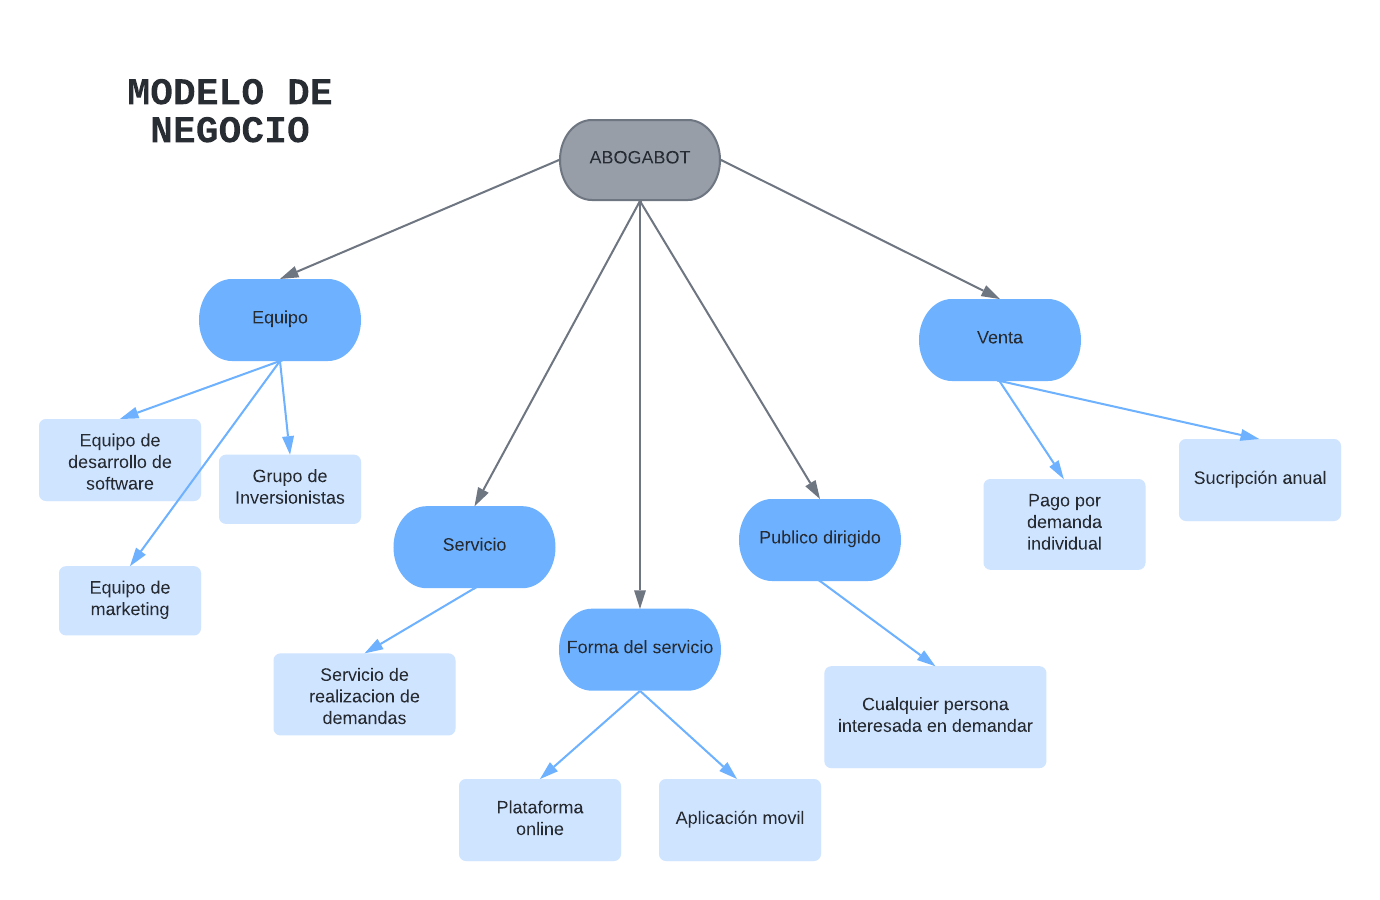 MODELO DE
NEGOCIO
ABOGABOT
Equipo
Equipo de
desarrollo de
software
Grupo de
Inversionistas
Equipo de
marketing
Servicio
Servicio de
realizacion de
demandas
Forma del servicio
Plataforma
online
Aplicación movil
Publico dirigido
Cualquier persona
interesada en demandar
Venta
Pago por
demanda
individual
Sucripción anual